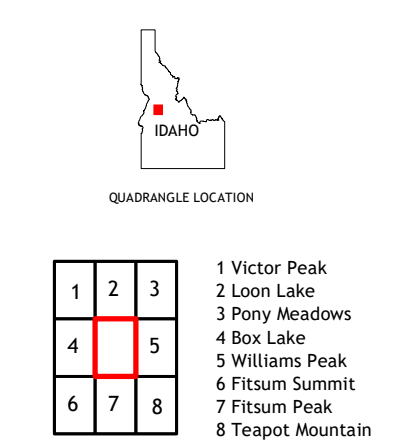 IDAHO
QUADRANGLE LOCATION
1 2 3
4 5
6 7 8
1 Victor Peak
2 Loon Lake
3 Pony Meadows
4 Box Lake
5 Williams Peak
6 Fitsum Summit
7 Fitsum Peak
8 Teapot Mountain